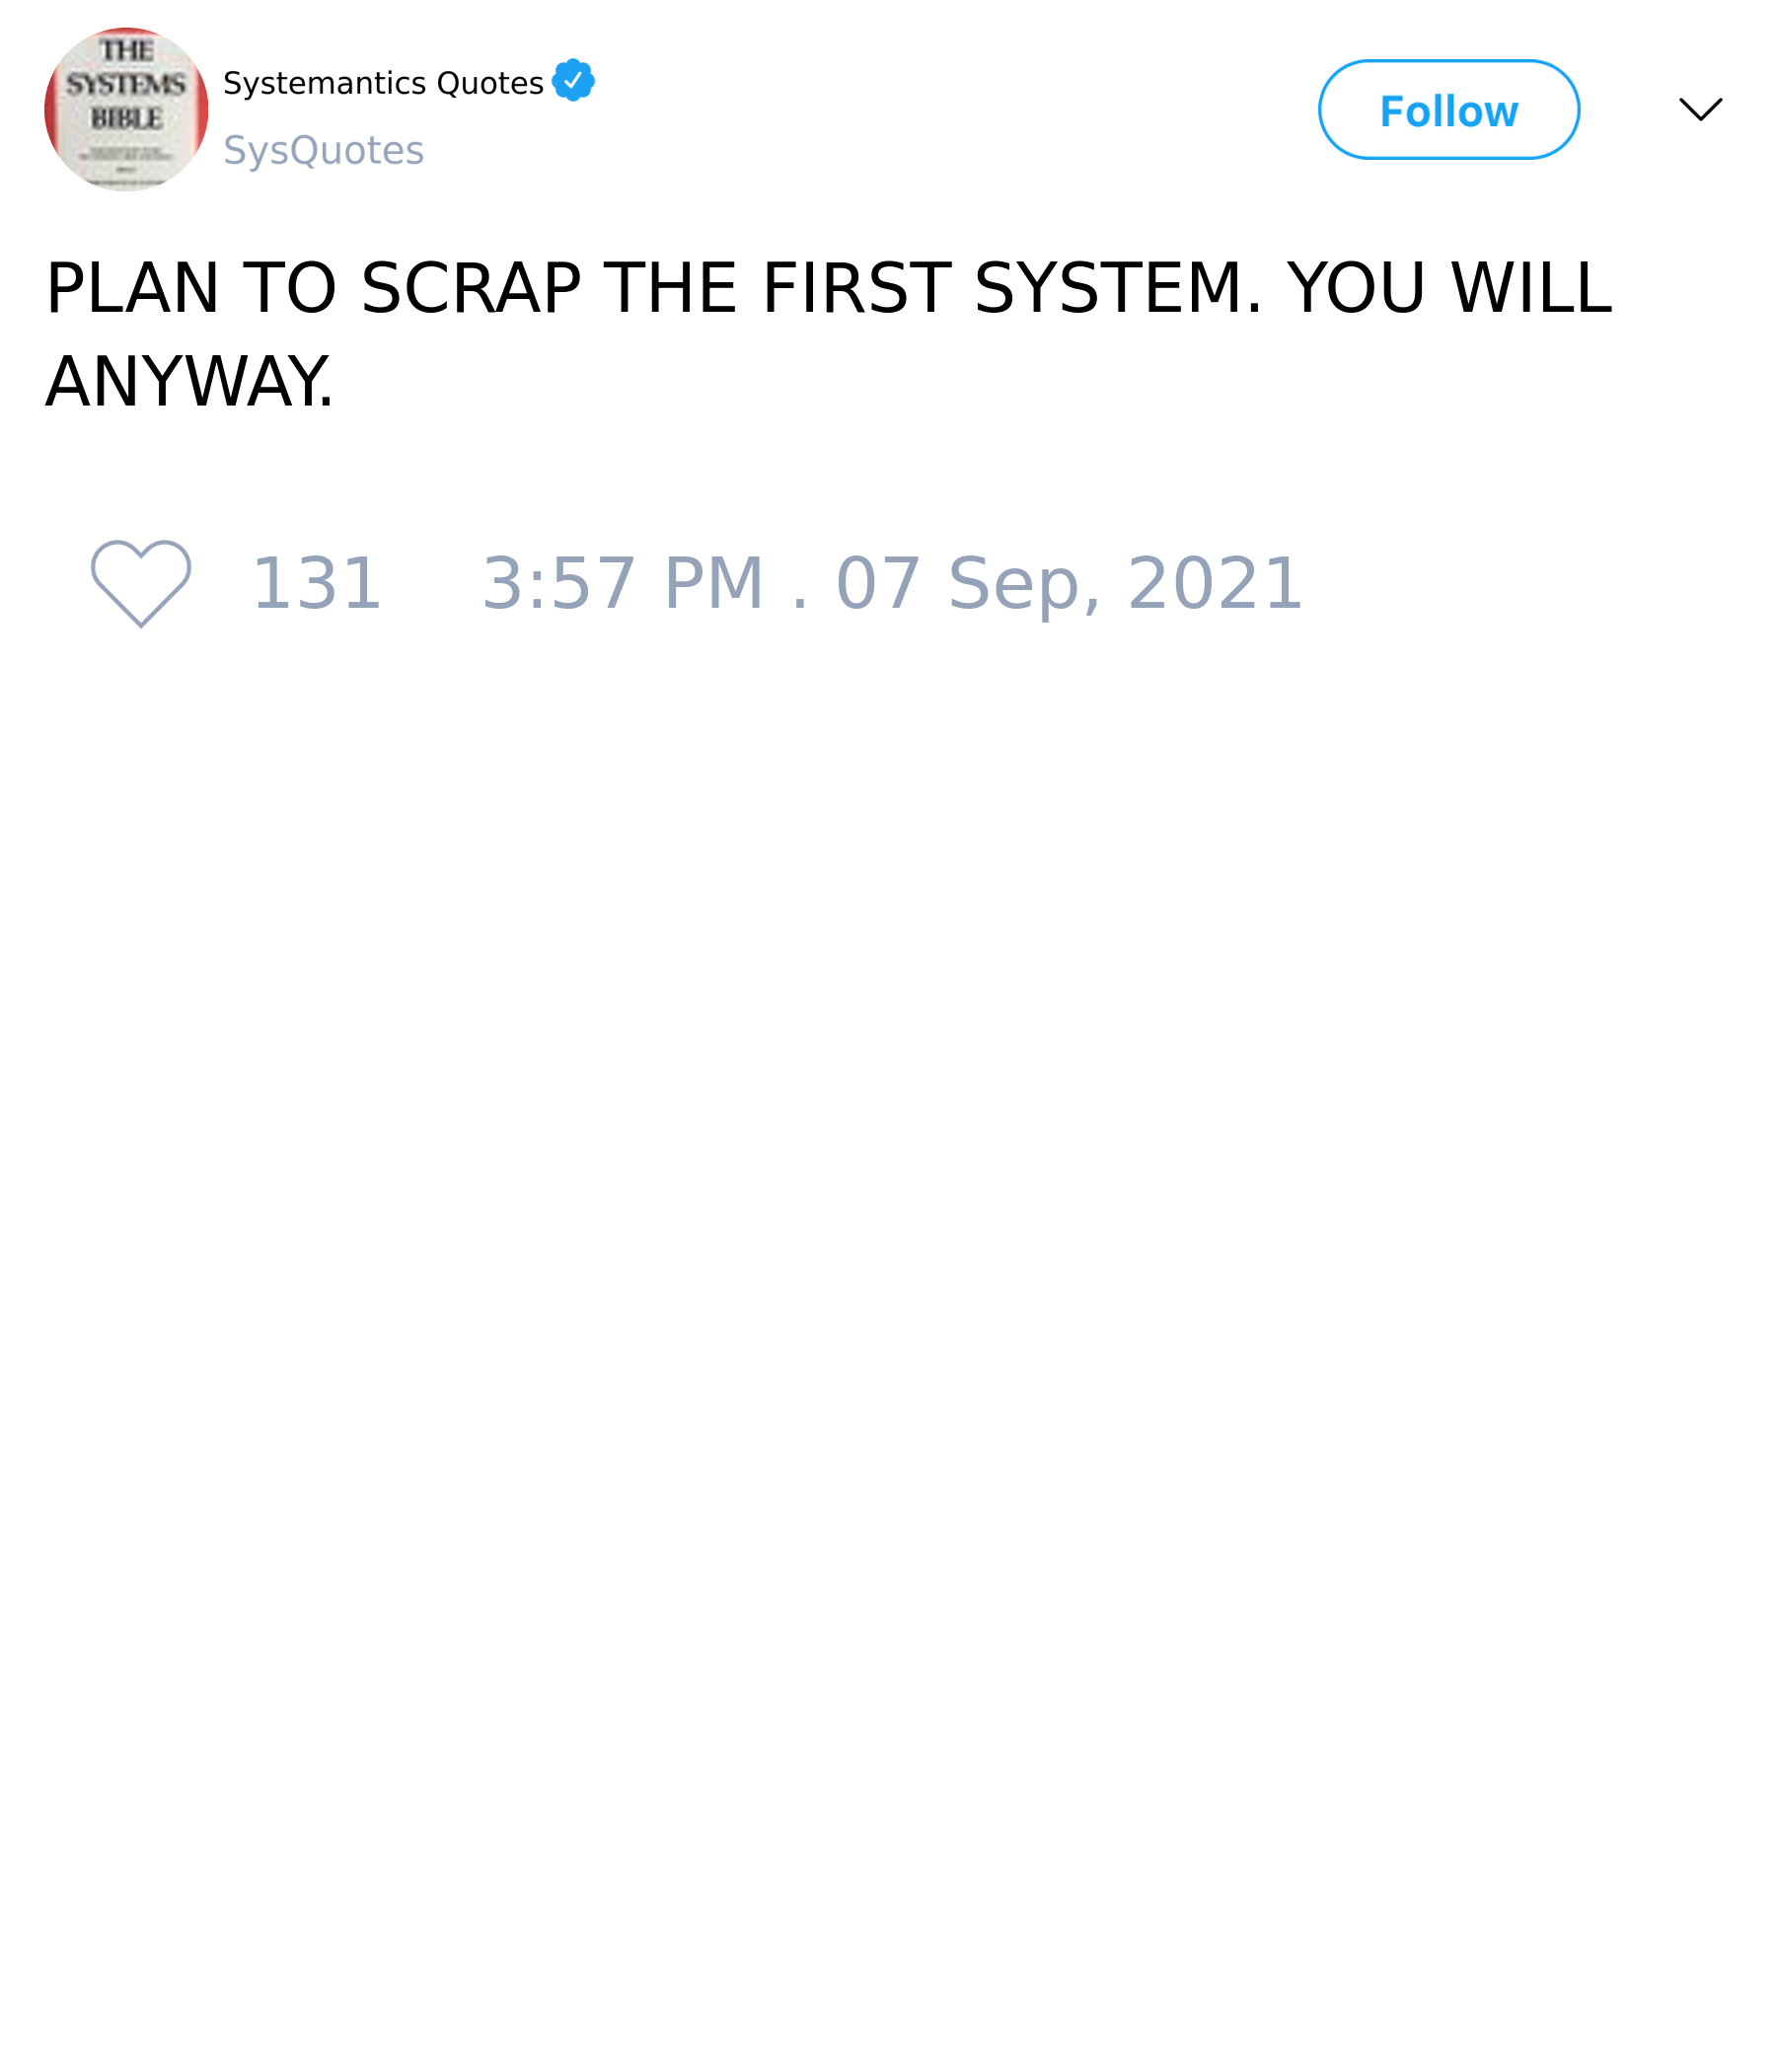 THE
SYSTEMS
BIBLE
Systemantics Quotes
SysQuotes
Follow
PLAN TO SCRAP THE FIRST SYSTEM. YOU WILL
ANYWAY.
131 3:57 PM . 07 Sep, 2021